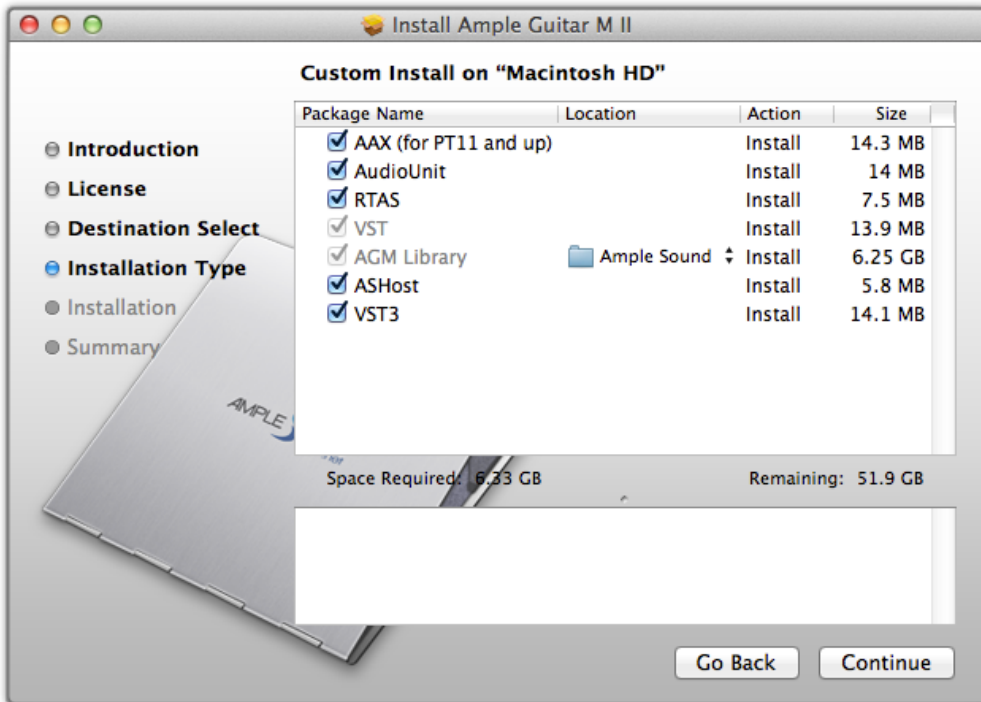 Install Ample Guitar M II
Custom Install on “Macintosh HD”
Introduction
License
Destination Select
Installation Type
Installation
Summary
Package Name Location Action Size
AAX (for PT11 and up) Install 14.3 MB
AudioUnit Install 14 MB
RTAS Install 7.5 MB
VST Install 13.9 MB
AGM Library Ample Sound Install 6.25 GB
ASHost Install 5.8 MB
VST3 Install 14.1 MB
AMPLE
Space Required: 6.33 GB Remaining: 51.9 GB
Go Back Continue